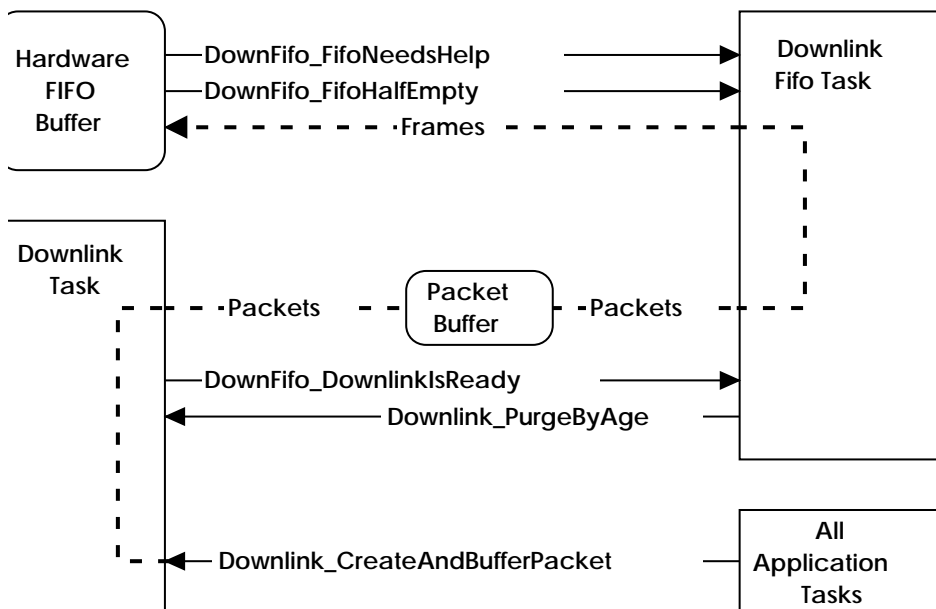 Hardware
FIFO
Buffer
DownFifo_FifoNeedsHelp
DownFifo_FifoHalfEmpty
Frames
Downlink
Fifo Task
Downlink
Task
Packets
Packet
Buffer
Packets
DownFifo_DownlinkIsReady
Downlink_PurgeByAge
Downlink_CreateAndBufferPacket
All
Application
Tasks